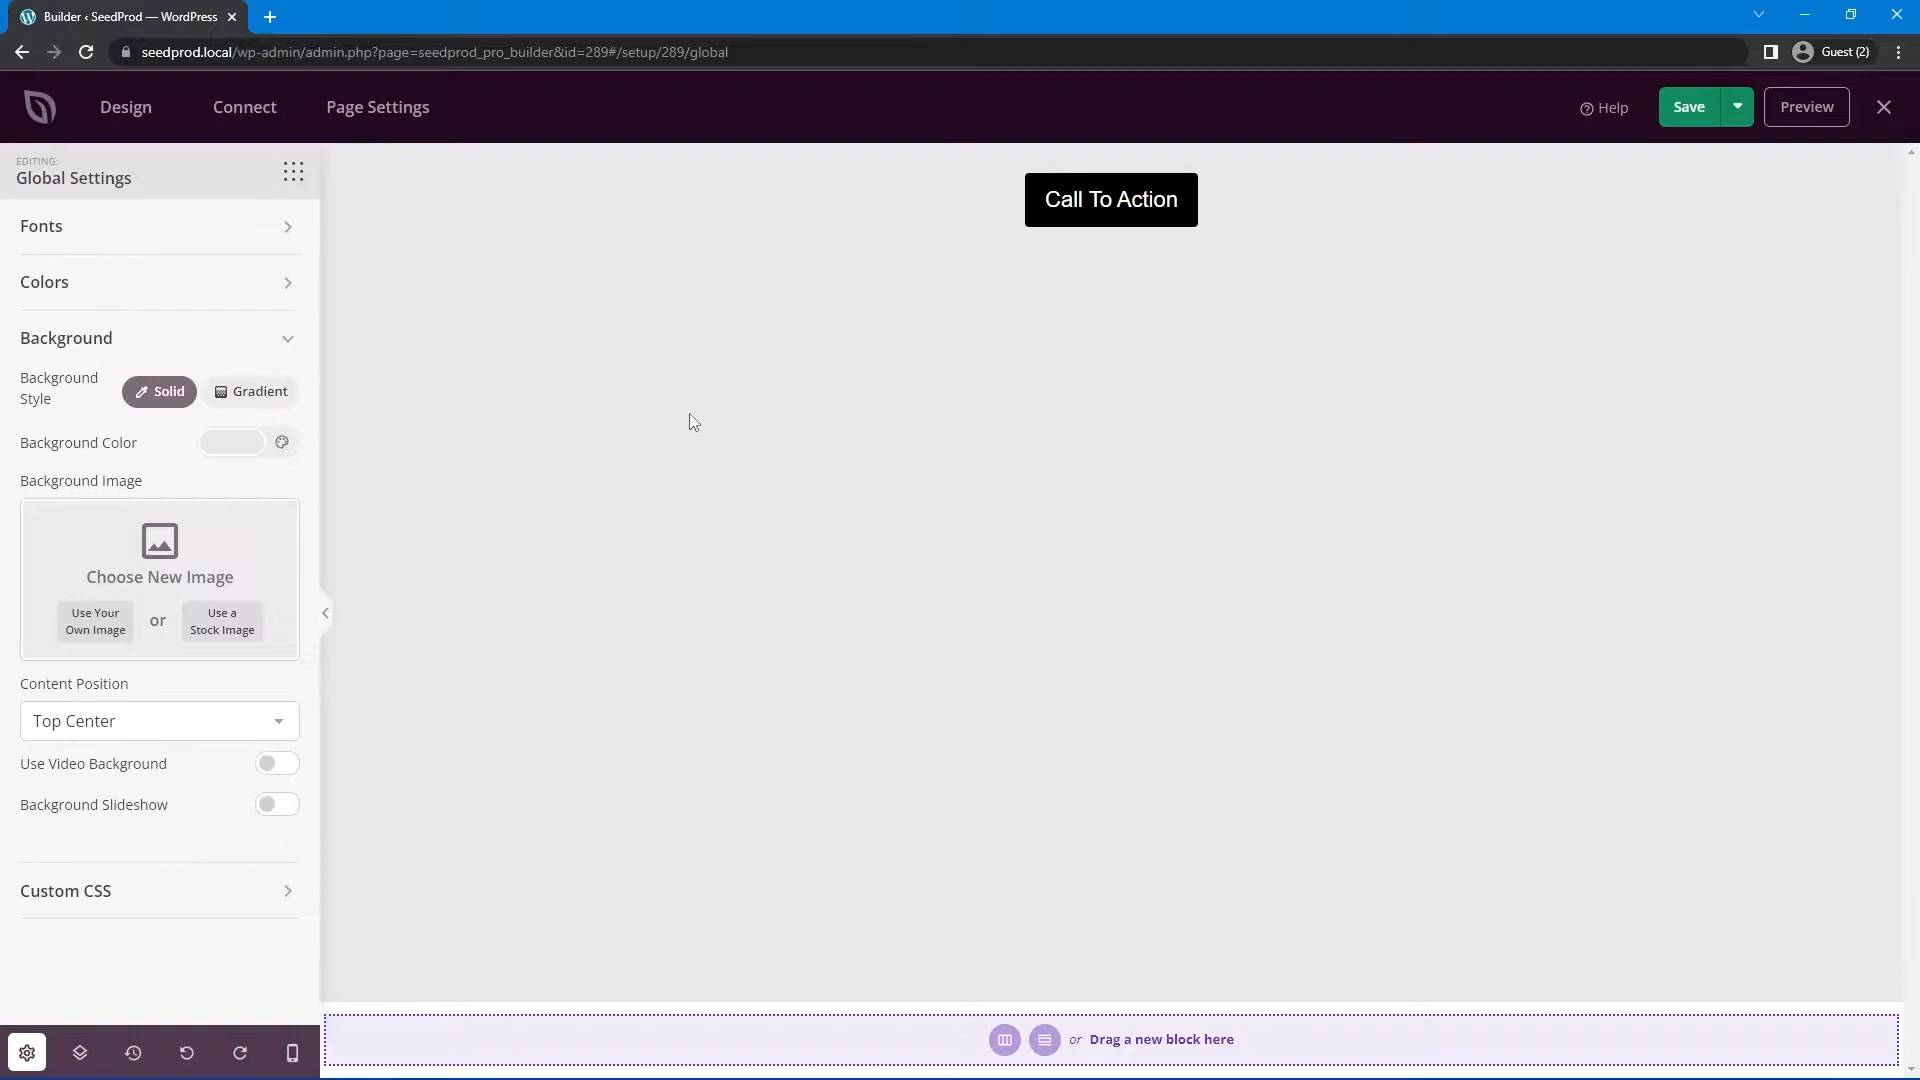 Builder ‹ SeedProd — WordPress
seedprod.local/wp-admin/admin.php?page=seedprod_pro_builder&id=289#/setup/289/global
Guest (2)
Design
Connect
Page Settings
Help
Save
Preview
EDITING:
Global Settings
Call To Action
Fonts
Colors
Background
Background
Style
Solid
Gradient
Background Color
Background Image
Choose New Image
Use Your
Own Image
or
Use a
Stock Image
Content Position
Top Center
Use Video Background
Background Slideshow
Custom CSS
or Drag a new block here